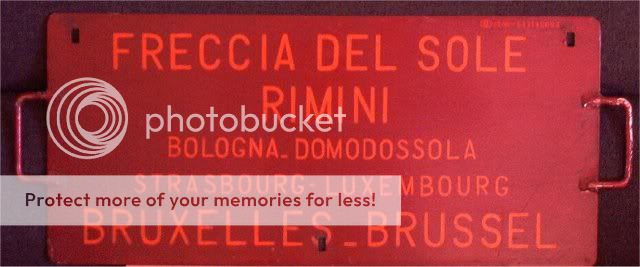 FRECCIA DEL SOLE
RIMINI
photobucket
BOLOGNA_DOMODOSSOLA
STRASBOURG_LUXEMBOURG
Protect more of your memories for less!
BRUXELLES_BRUSSEL